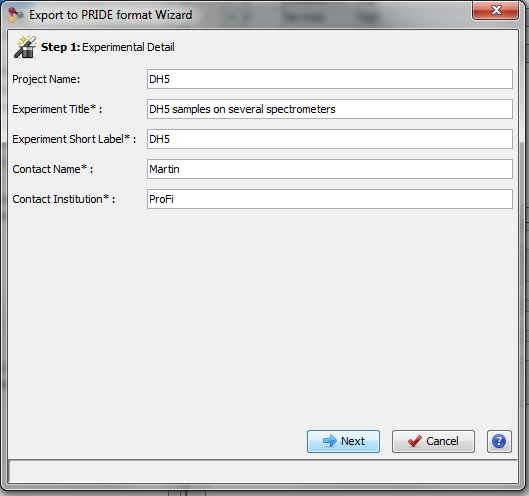 Export to PRIDE format Wizard
Step 1: Experimental Detail
Project Name: DH5
Experiment Title* : DH5 samples on several spectrometers
Experiment Short Label* : DH5
Contact Name* : Martin
Contact Institution* : ProFi
Next Cancel ?